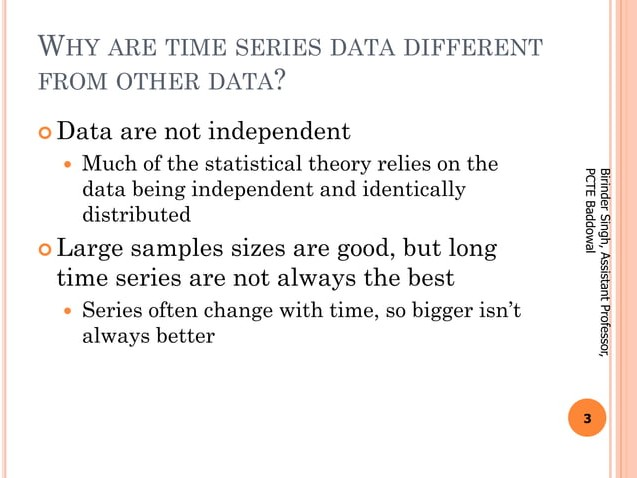 WHY ARE TIME SERIES DATA DIFFERENT
FROM OTHER DATA?
Data are not independent
Much of the statistical theory relies on the
data being independent and identically
distributed
Large samples sizes are good, but long
time series are not always the best
Series often change with time, so bigger isn’t
always better
Birinder Singh, Assistant Professor,
PCTE Baddowal
3